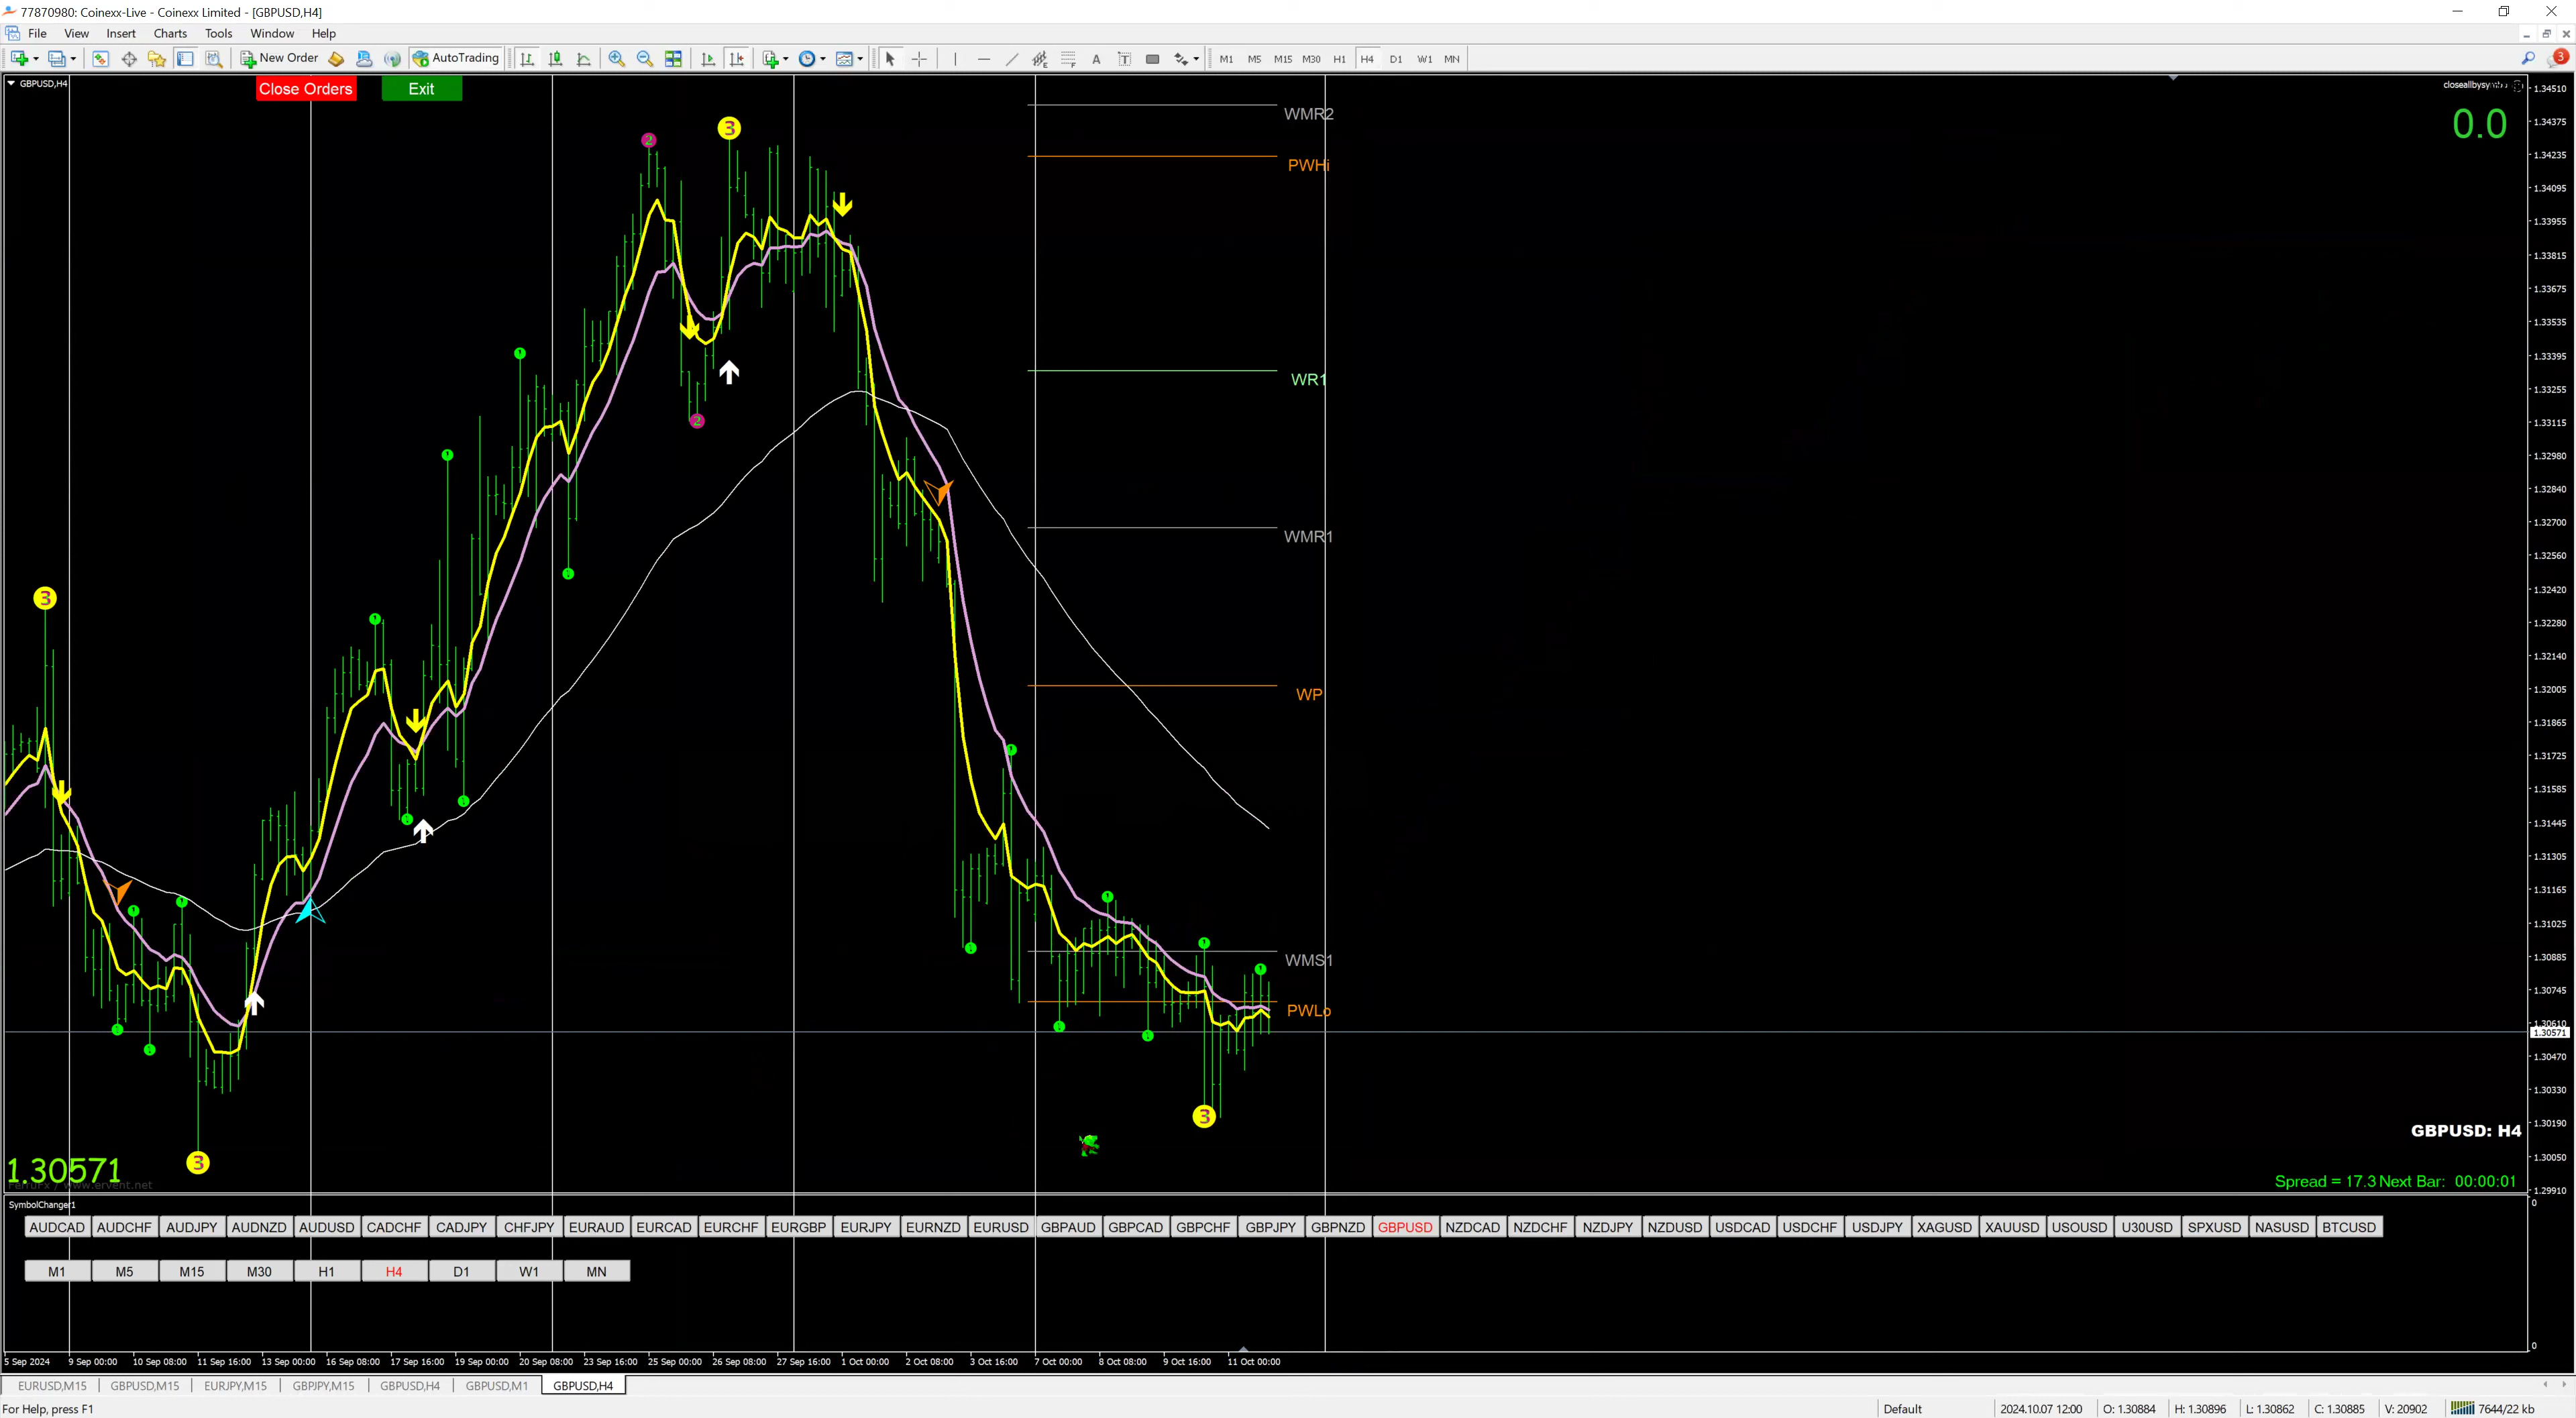 77870980: Coinexx-Live - Coinexx Limited - [GBPUSD,H4]
File View Insert Charts Tools Window Help
New Order AutoTrading M1 M5 M15 M30 H1 H4 D1 W1 MN 3
GBPUSD,H4 Close Orders Exit
0.0
1.34510
1.34375
1.34235
1.34095
1.33955
1.33815
1.33675
1.33535
1.33395
1.33255
1.33115
1.32980
1.32840
1.32700
1.32560
1.32420
1.32280
1.32140
1.32005
1.31865
1.31725
1.31585
1.31445
1.31305
1.31165
1.31025
1.30885
1.30745
1.30571
1.30470
1.30330
1.30190
1.30050
1.29910
WMR2
PWHi
WR1
WMR1
WP
WMS1
PWLo
2
3
2
3
3
3
GBPUSD: H4
1.30571
Spread = 17.3 Next Bar: 00:00:01
SymbolChanger1
0
AUDCAD AUDCHF AUDJPY AUDNZD AUDUSD CADCHF CADJPY CHFJPY EURAUD EURCAD EURCHF EURGBP EURJPY EURNZD EURUSD GBPAUD GBPCAD GBPCHF GBPJPY GBPNZD GBPUSD NZDCAD NZDCHF NZDJPY NZDUSD USDCAD USDCHF USDJPY XAGUSD XAUUSD USOUSD U30USD SPXUSD NASUSD BTCUSD
M1 M5 M15 M30 H1 H4 D1 W1 MN
0
5 Sep 2024 9 Sep 00:00 10 Sep 08:00 11 Sep 16:00 13 Sep 00:00 16 Sep 08:00 17 Sep 16:00 19 Sep 00:00 20 Sep 08:00 23 Sep 16:00 25 Sep 00:00 26 Sep 08:00 27 Sep 16:00 1 Oct 00:00 2 Oct 08:00 3 Oct 16:00 7 Oct 00:00 8 Oct 08:00 9 Oct 16:00 11 Oct 00:00
EURUSD,M15 GBPUSD,M15 EURJPY,M15 GBPJPY,M15 GBPUSD,H4 GBPUSD,M1 GBPUSD,H4
For Help, press F1 Default 2024.10.07 12:00 O: 1.30884 H: 1.30896 L: 1.30862 C: 1.30885 V: 20902 7644/22 kb